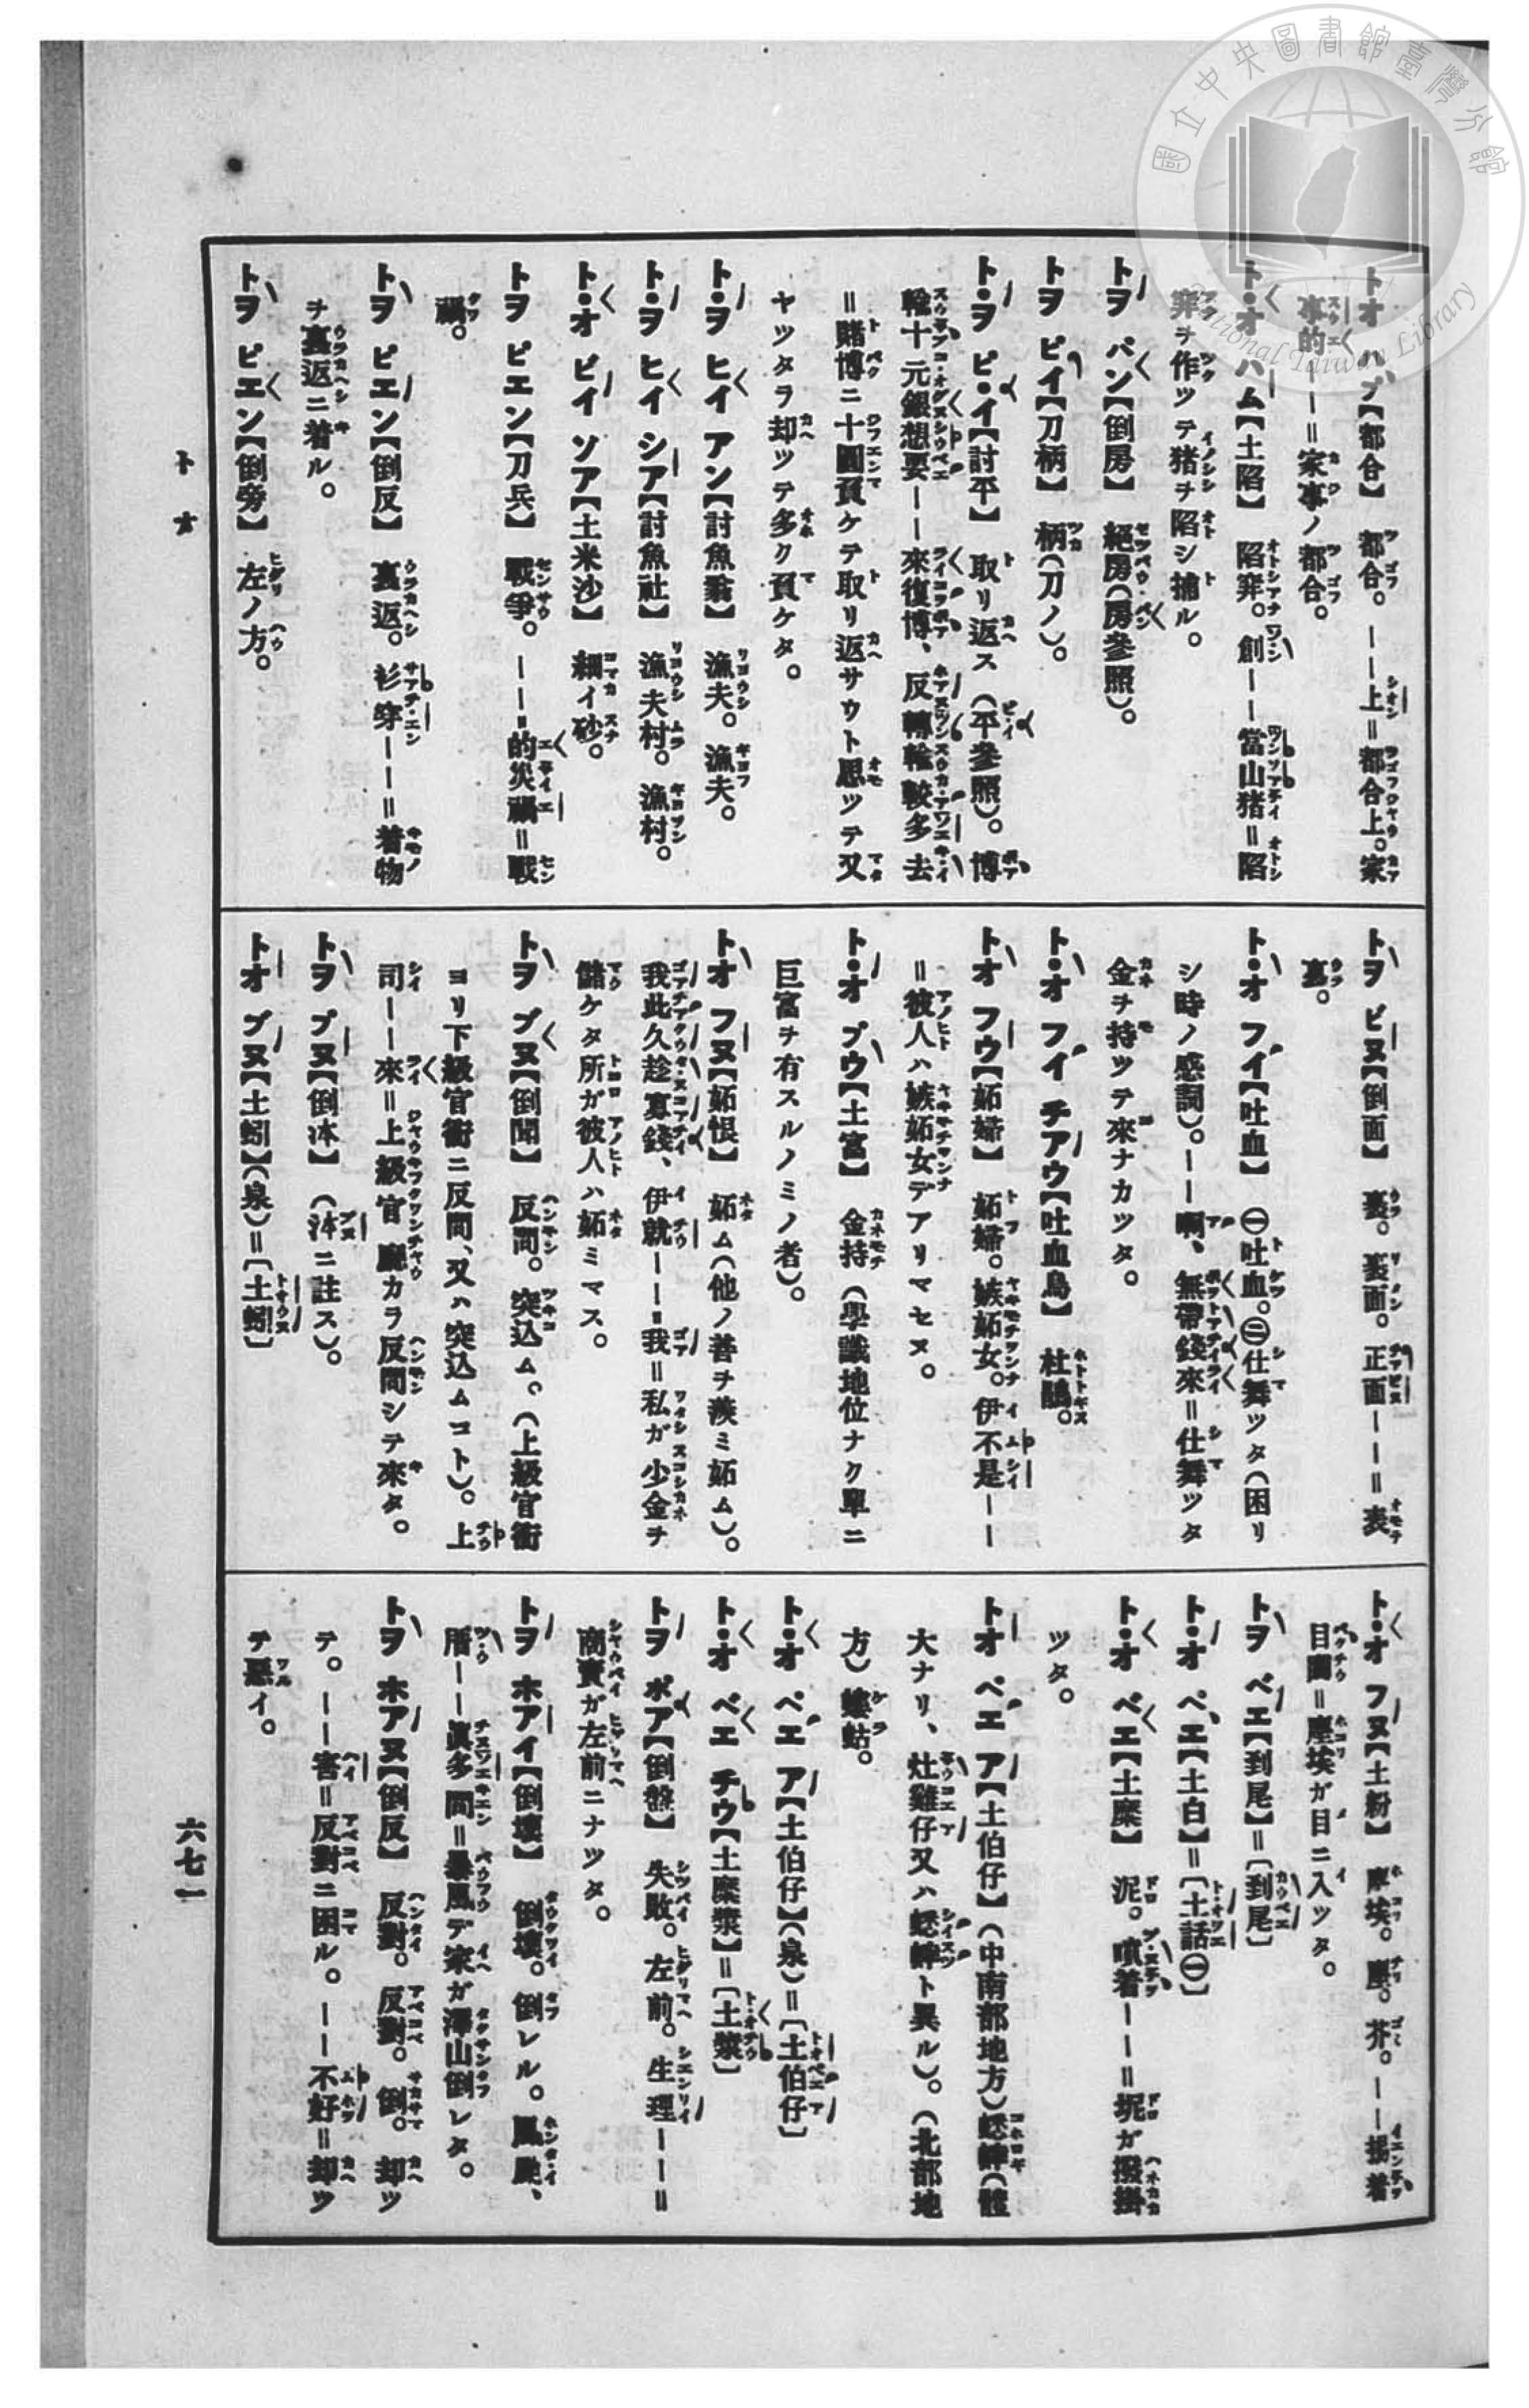 國立中央圖書館臺灣分館
National Taiwan Library
トオ ハプ【都合】 都合。――上=都合上。家
事的――=家事ノ都合。
ト・オ ハム【土陷】 陷穽。創――當山猪=陷
穽ヲ作ツテ猪ヲ陷シ捕ル。
トヲ パン【倒房】 絕房(房參照)。
トヲ ピイ【刀柄】 柄(刀ノ)。
ト・ヲ ピ・イ【討平】 取リ返ス(平參照)。博
輸十元銀想要――來復博、反轉輸較多去
=賭博ニ十圓負ケテ取リ返サウト思ツテ又
ヤツタラ却ツテ多ク負ケタ。
ト・ヲ ヒイ アン【討魚翁】 漁夫。漁夫。
ト・ヲ ヒイ シア【討魚社】 漁夫村。漁村。
ト・オ ビイ ソア【土米沙】 細イ砂。
トヲ ピエン【刀兵】 戰爭。――的災禍=戰
禍。
トヲ ピエン【倒反】 裏返。衫穿――=着物
ヲ裏返ニ着ル。
トヲ ピエン【倒旁】 左ノ方。
トヲ ビヌ【倒面】 裏。裏面。正面――=表
裏。
ト・オ フイ【吐血】 ㊀吐血。㊁仕舞ツタ(困リ
シ時ノ感詞)。――啊、無帶錢來=仕舞ツタ
金ヲ持ツテ來ナカツタ。
ト・オ フイ チアウ【吐血鳥】 杜鵑。
トオ フウ【妬婦】 妬婦。嫉妬女。伊不是――
=彼人ハ嫉妬女デアリマセヌ。
ト・オ プウ【土富】 金持(學識地位ナク單ニ
巨富ヲ有スルノミノ者)。
トオ フヌ【妬恨】 妬ム(他ノ善ヲ羨ミ妬ム)。
我此久趁寡錢、伊就――我=私ガ少金ヲ
儲ケタ所ガ彼人ハ妬ミマス。
トヲ ブヌ【倒問】 反問。突込ム。(上級官衙
ヨリ下級官衙ニ反問、又ハ突込ムコト)。上
司――來=上級官廳カラ反問シテ來タ。
トヲ プヌ【倒体】 (体ニ註ス)。
トオ プヌ【土蚓】(泉)=〔土蚓〕
ト・オ フヌ【土粉】 塵埃。塵。芥。――揚着
目睭=塵埃ガ目ニ入ツタ。
トヲ ベエ【到尾】=〔到尾〕
ト・オ ペエ【土白】=〔土話㊀〕
ト・オ ベエ【土糜】 泥。噴着――=坭ガ撥掛
ツタ。
トオ ペエ ア【土伯仔】(中南部地方)蟋蟀(體
大ナリ、灶雞仔又ハ蟋蟀ト異ル)。(北部地
方)螻蛄。
ト・オ ペエ ア【土伯仔】(泉)=〔土伯仔〕
ト・オ ベエ チウ【土糜漿】=〔土漿〕
トヲ ポア【倒盤】 失敗。左前。生理――=
商賣ガ左前ニナツタ。
トヲ ホアイ【倒壞】 倒壞。倒レル。風颱、
厝――眞多間=暴風デ家ガ澤山倒レタ。
トヲ ホアヌ【倒反】 反對。反對。倒。却ツ
テ。――害=反對ニ困ル。――不好=却ツ
テ惡イ。
ト オ
六七一